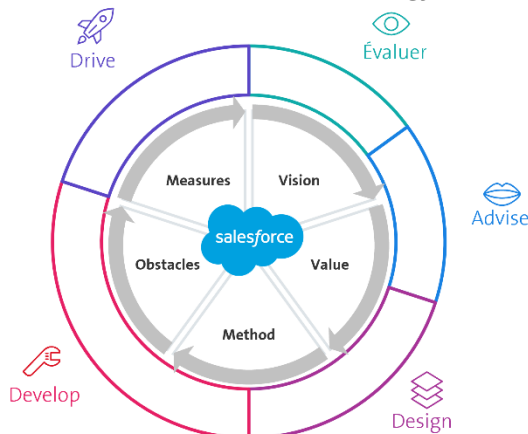 Drive
Évaluer
Measures
Vision
salesforce
Advise
Obstacles
Value
Method
Develop
Design